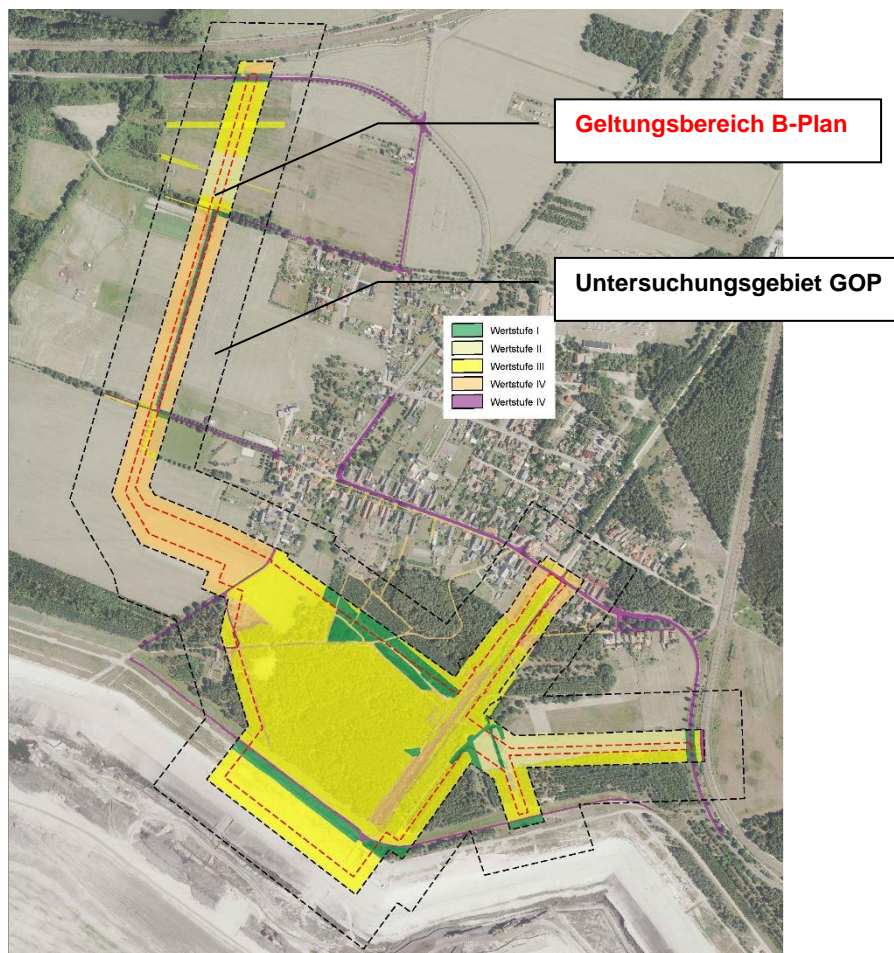 Geltungsbereich B-Plan
Untersuchungsgebiet GOP
Wertstufe I
Wertstufe II
Wertstufe III
Wertstufe IV
Wertstufe IV